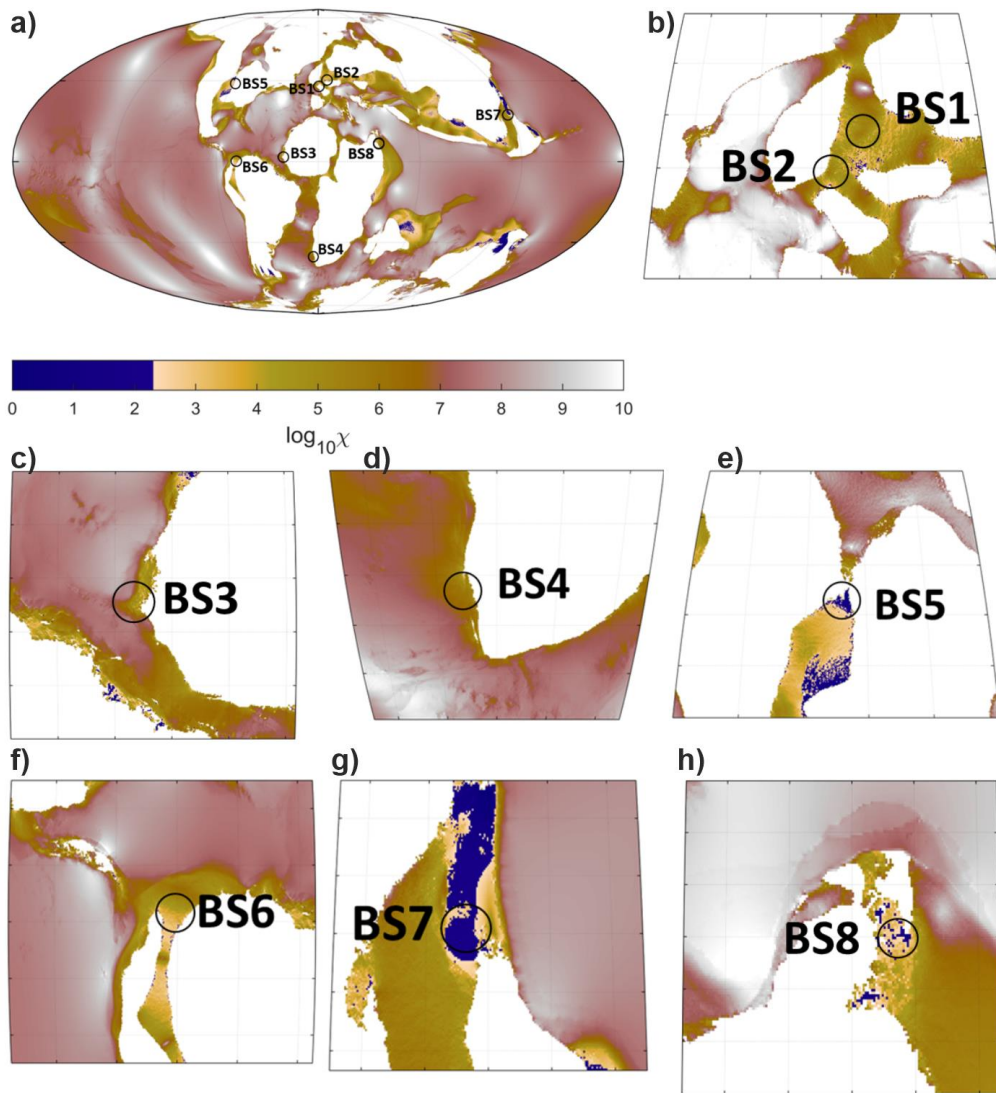 a)
BS5
BS2
BS1
BS7
BS3
BS8
BS6
BS4
b)
BS1
BS2
0 1 2 3 4 5 6 7 8 9 10
log₁₀χ
c)
BS3
d)
BS4
e)
BS5
f)
BS6
g)
BS7
h)
BS8